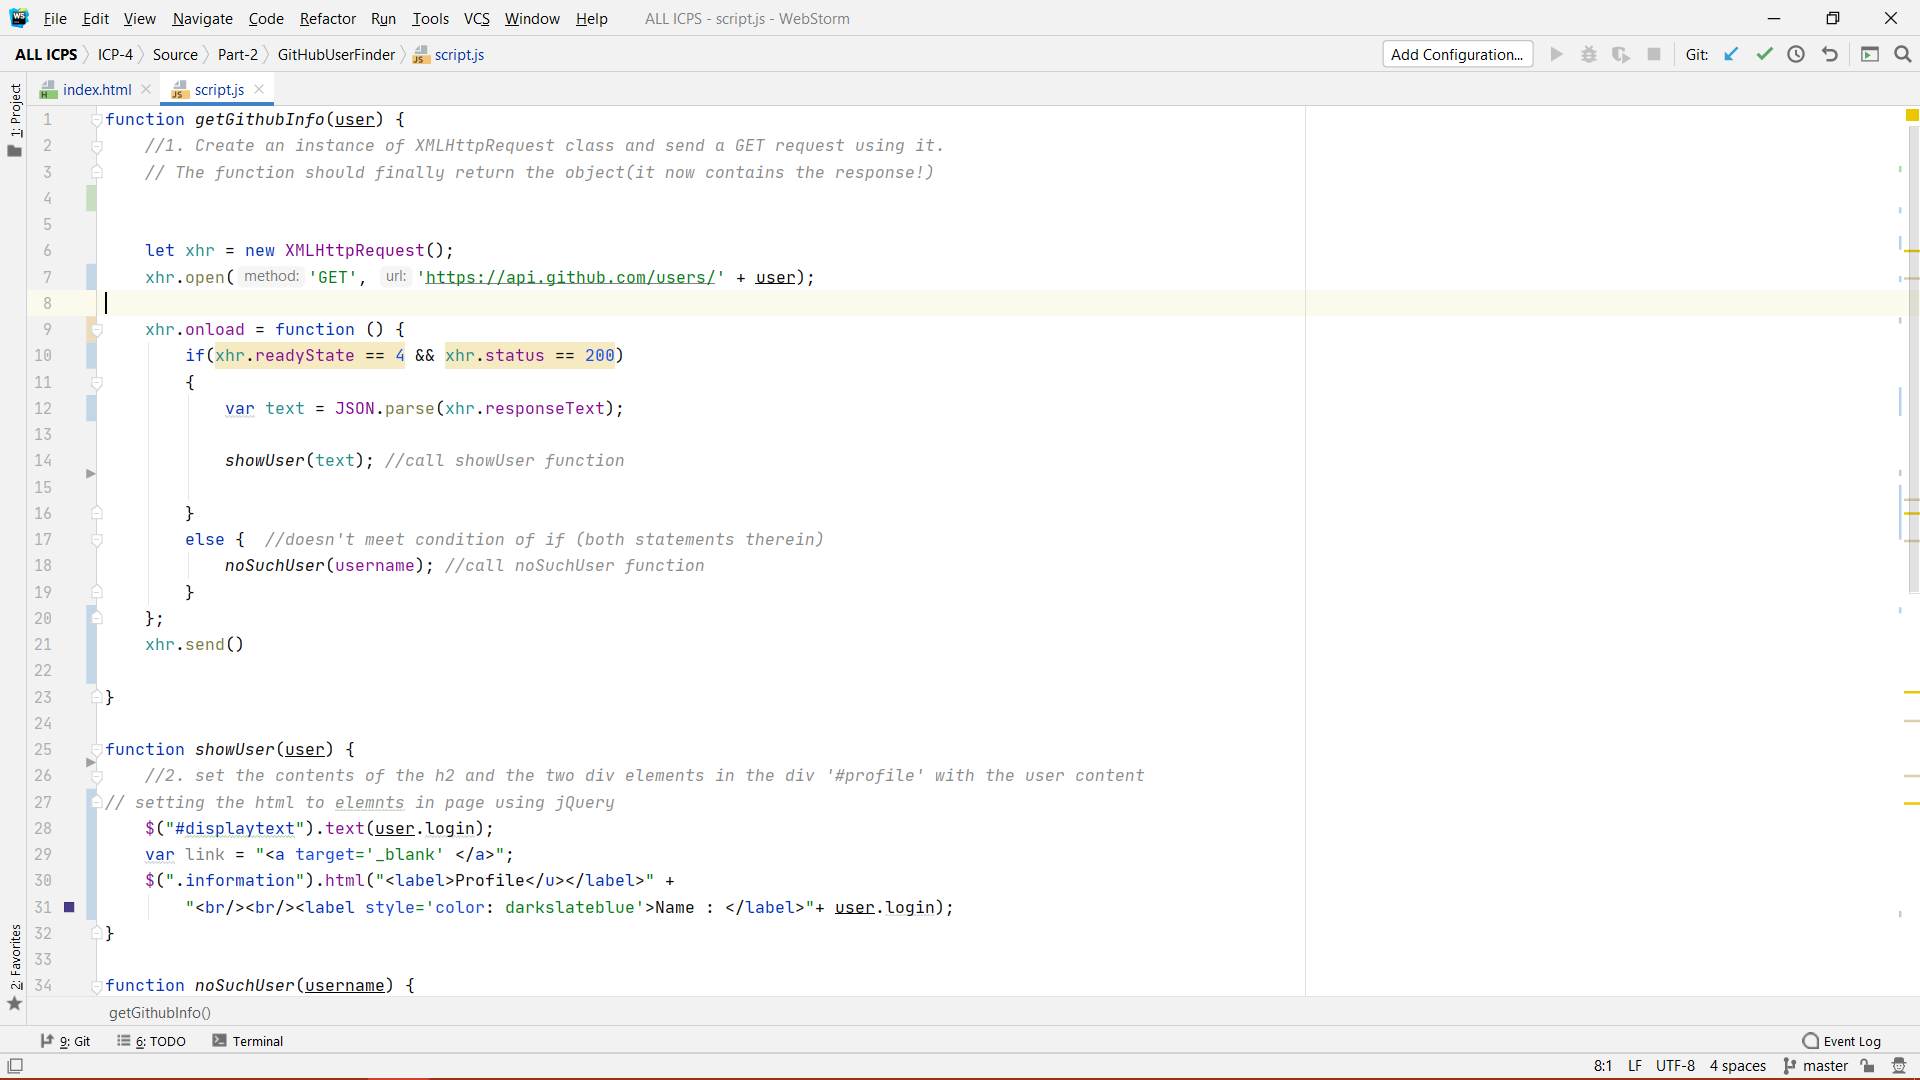 File Edit View Navigate Code Refactor Run Tools VCS Window Help ALL ICPS - script.js - WebStorm
ALL ICPS ICP-4 Source Part-2 GitHubUserFinder script.js Add Configuration... Git:
index.html script.js
1: Project
1 function getGithubInfo(user) {
2 //1. Create an instance of XMLHttpRequest class and send a GET request using it.
3 // The function should finally return the object(it now contains the response!)
4
5
6 let xhr = new XMLHttpRequest();
7 xhr.open( method: 'GET', url: 'https://api.github.com/users/' + user);
8
9 xhr.onload = function () {
10 if(xhr.readyState == 4 && xhr.status == 200)
11 {
12 var text = JSON.parse(xhr.responseText);
13
14 showUser(text); //call showUser function
15
16 }
17 else { //doesn't meet condition of if (both statements therein)
18 noSuchUser(username); //call noSuchUser function
19 }
20 };
21 xhr.send()
22
23 }
24
25 function showUser(user) {
26 //2. set the contents of the h2 and the two div elements in the div '#profile' with the user content
27 // setting the html to elemnts in page using jQuery
28 $("#displaytext").text(user.login);
29 var link = "<a target='_blank' </a>";
30 $(".information").html("<label>Profile</u></label>" +
31 "<br/><br/><label style='color: darkslateblue'>Name : </label>"+ user.login);
32 }
33
34 function noSuchUser(username) {
2: Favorites
getGithubInfo()
9: Git 6: TODO Terminal Event Log
8:1 LF UTF-8 4 spaces master